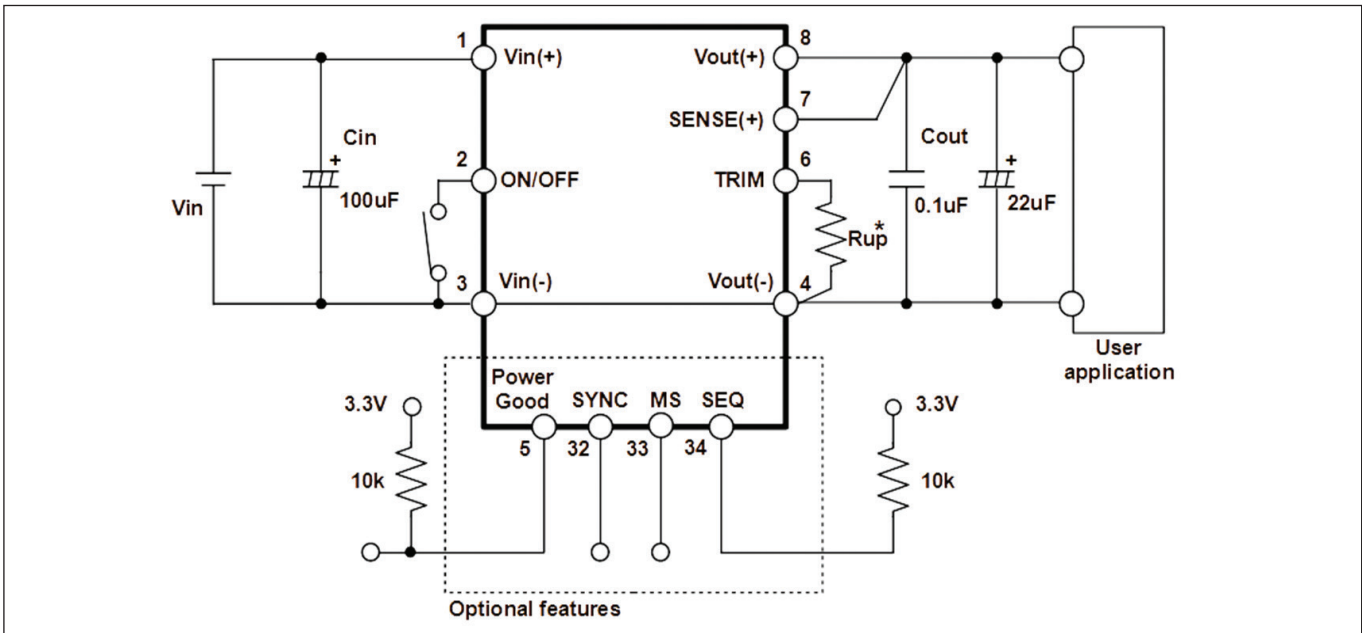 1
Vin(+)
Vout(+)
8
7
SENSE(+)
Cin
+
100uF
2
ON/OFF
TRIM
6
Cout
0.1uF
+
22uF
Vin
Rup*
3
Vin(-)
Vout(-)
4
User
application
Power
Good
SYNC
MS
SEQ
5
32
33
34
3.3V
10k
3.3V
10k
Optional features